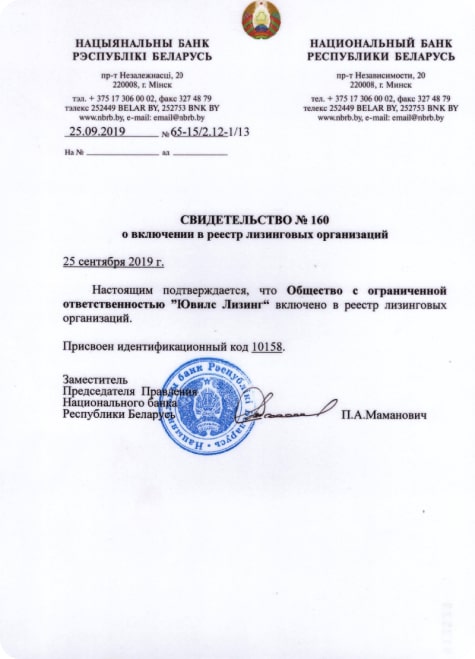 НАЦЫЯНАЛЬНЫ БАНК
РЭСПУБЛІКІ БЕЛАРУСЬ
пр-т Незалежнасці, 20
220008, г. Мінск
тэл. + 375 17 306 00 02, факс 327 48 79
тэлекс 252449 BELAR BY, 252753 BNK BY
www.nbrb.by, e-mail: email@nbrb.by
НАЦИОНАЛЬНЫЙ БАНК
РЕСПУБЛИКИ БЕЛАРУСЬ
пр-т Независимости, 20
220008, г. Минск
тел. + 375 17 306 00 02, факс 327 48 79
телекс 252449 BELAR BY, 252753 BNK BY
www.nbrb.by, e-mail: email@nbrb.by
25.09.2019 № 65-15/2.12-1/13
На № ад
СВИДЕТЕЛЬСТВО № 160
о включении в реестр лизинговых организаций
25 сентября 2019 г.
Настоящим подтверждается, что Общество с ограниченной
ответственностью ”Ювилс Лизинг“ включено в реестр лизинговых
организаций.
Присвоен идентификационный код 10158.
Заместитель
Председателя Правления
Национального банка
Республики Беларусь
П.А.Маманович
Нацыянальны банк Рэспублікі Беларусь